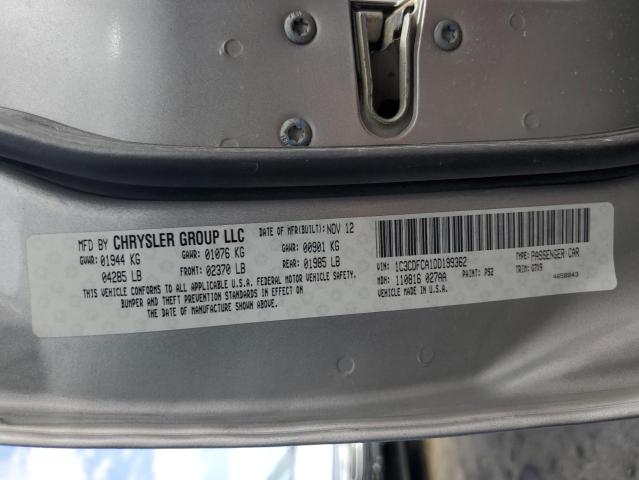 MFD BY CHRYSLER GROUP LLC DATE OF MFR(BUILT): NOV 12
GVWR: 01944 KG GAWR: 01076 KG GAWR: 00901 KG
04285 LB FRONT: 02370 LB REAR: 01985 LB
THIS VEHICLE CONFORMS TO ALL APPLICABLE U.S.A. FEDERAL MOTOR VEHICLE SAFETY,
BUMPER AND THEFT PREVENTION STANDARDS IN EFFECT ON
THE DATE OF MANUFACTURE SHOWN ABOVE.
VIN: 1C3CDFCA1DD199362 TYPE: PASSENGER CAR
MDH: 110816 027AA PAINT: PS2 TRIM:
VEHICLE MADE IN U.S.A.